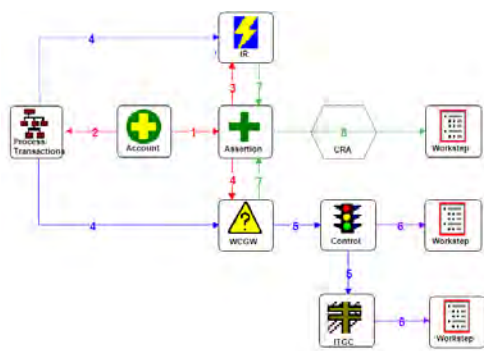 4
IR
3
7
2
1
8
Process
Transactions
Account
Assertion
CRA
Workstep
4
7
4
5
6
WCGW
Control
Workstep
5
6
ITGC
Workstep